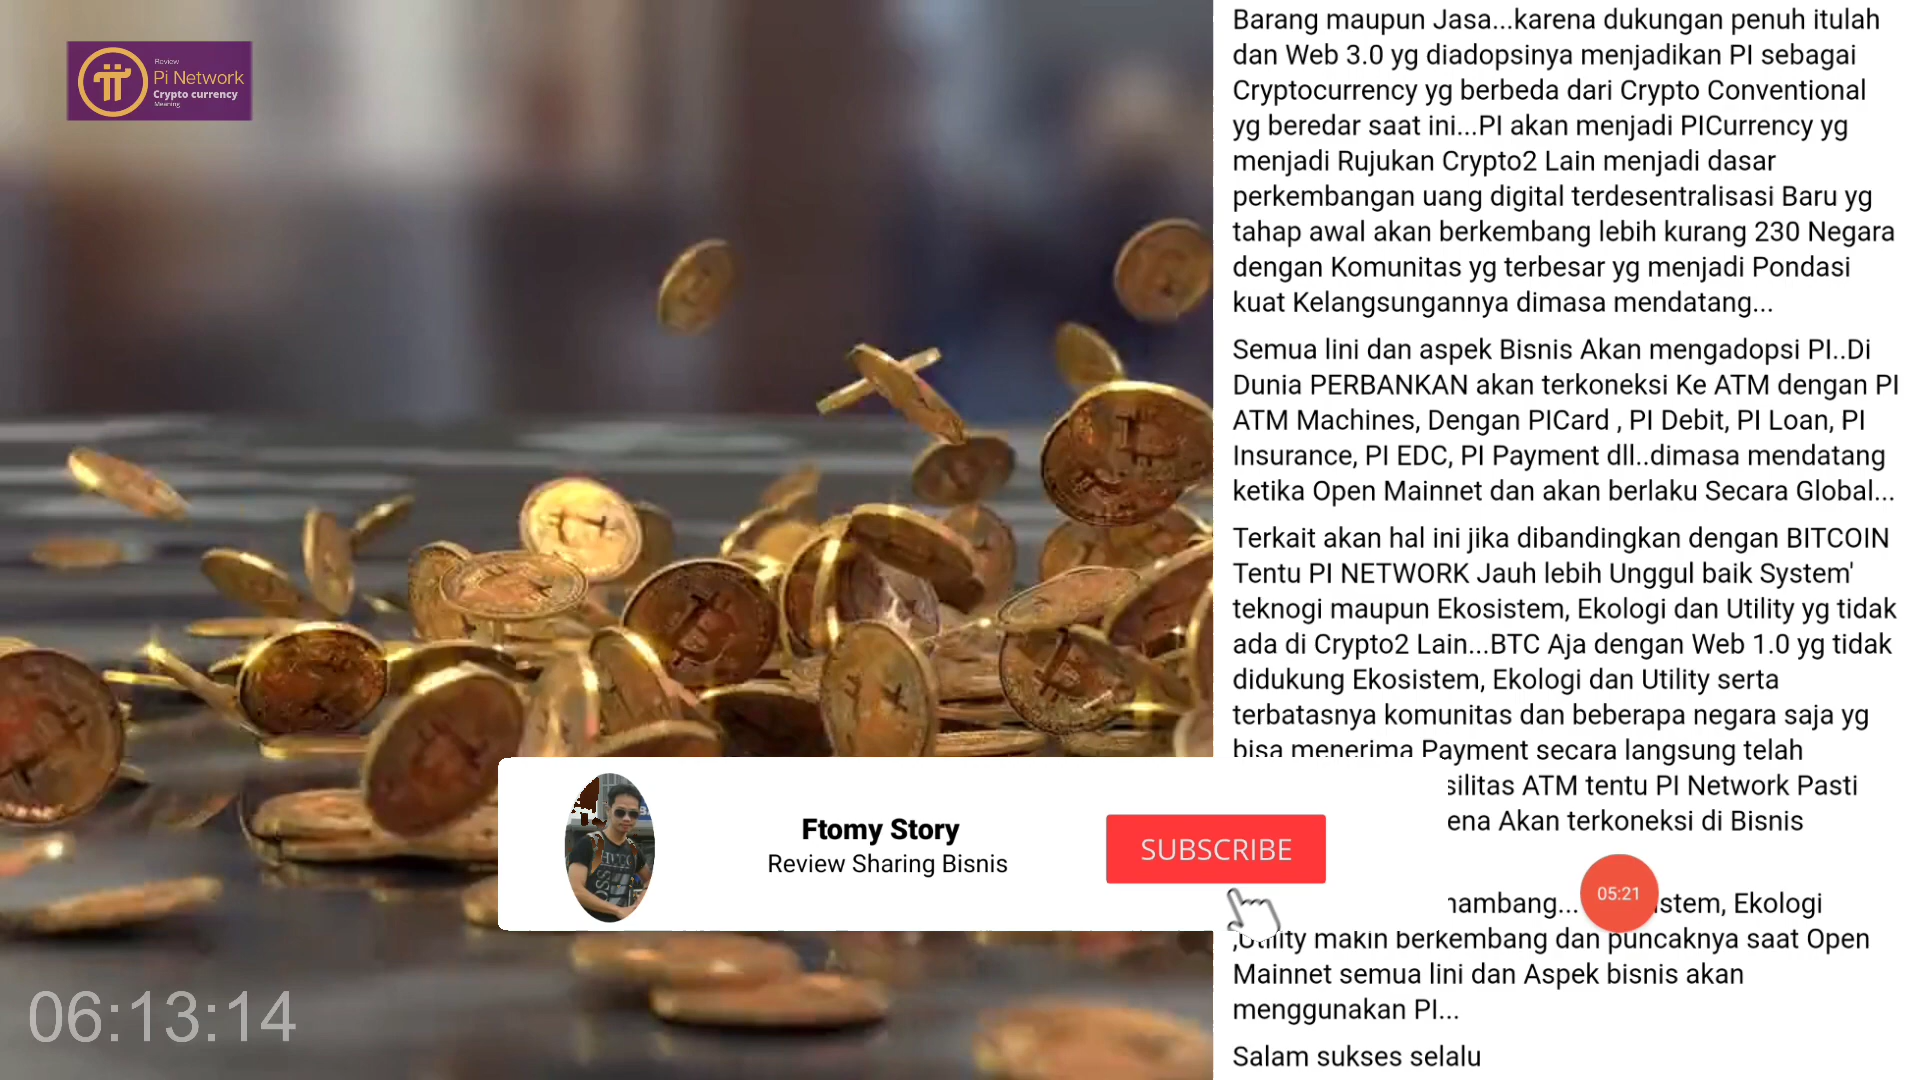 Review
Pi Network
Crypto currency
Meaning
Barang maupun Jasa...karena dukungan penuh itulah
dan Web 3.0 yg diadopsinya menjadikan PI sebagai
Cryptocurrency yg berbeda dari Crypto Conventional
yg beredar saat ini...PI akan menjadi PICurrency yg
menjadi Rujukan Crypto2 Lain menjadi dasar
perkembangan uang digital terdesentralisasi Baru yg
tahap awal akan berkembang lebih kurang 230 Negara
dengan Komunitas yg terbesar yg menjadi Pondasi
kuat Kelangsungannya dimasa mendatang...
Semua lini dan aspek Bisnis Akan mengadopsi PI..Di
Dunia PERBANKAN akan terkoneksi Ke ATM dengan PI
ATM Machines, Dengan PICard , PI Debit, PI Loan, PI
Insurance, PI EDC, PI Payment dll..dimasa mendatang
ketika Open Mainnet dan akan berlaku Secara Global...
Terkait akan hal ini jika dibandingkan dengan BITCOIN
Tentu PI NETWORK Jauh lebih Unggul baik System'
teknogi maupun Ekosistem, Ekologi dan Utility yg tidak
ada di Crypto2 Lain...BTC Aja dengan Web 1.0 yg tidak
didukung Ekosistem, Ekologi dan Utility serta
terbatasnya komunitas dan beberapa negara saja yg
bisa menerima Payment secara langsung telah
silitas ATM tentu PI Network Pasti
ena Akan terkoneksi di Bisnis
nambang... stem, Ekologi
,Utility makin berkembang dan puncaknya saat Open
Mainnet semua lini dan Aspek bisnis akan
menggunakan PI...
Salam sukses selalu
Ftomy Story
Review Sharing Bisnis
SUBSCRIBE
05:21
06:13:14